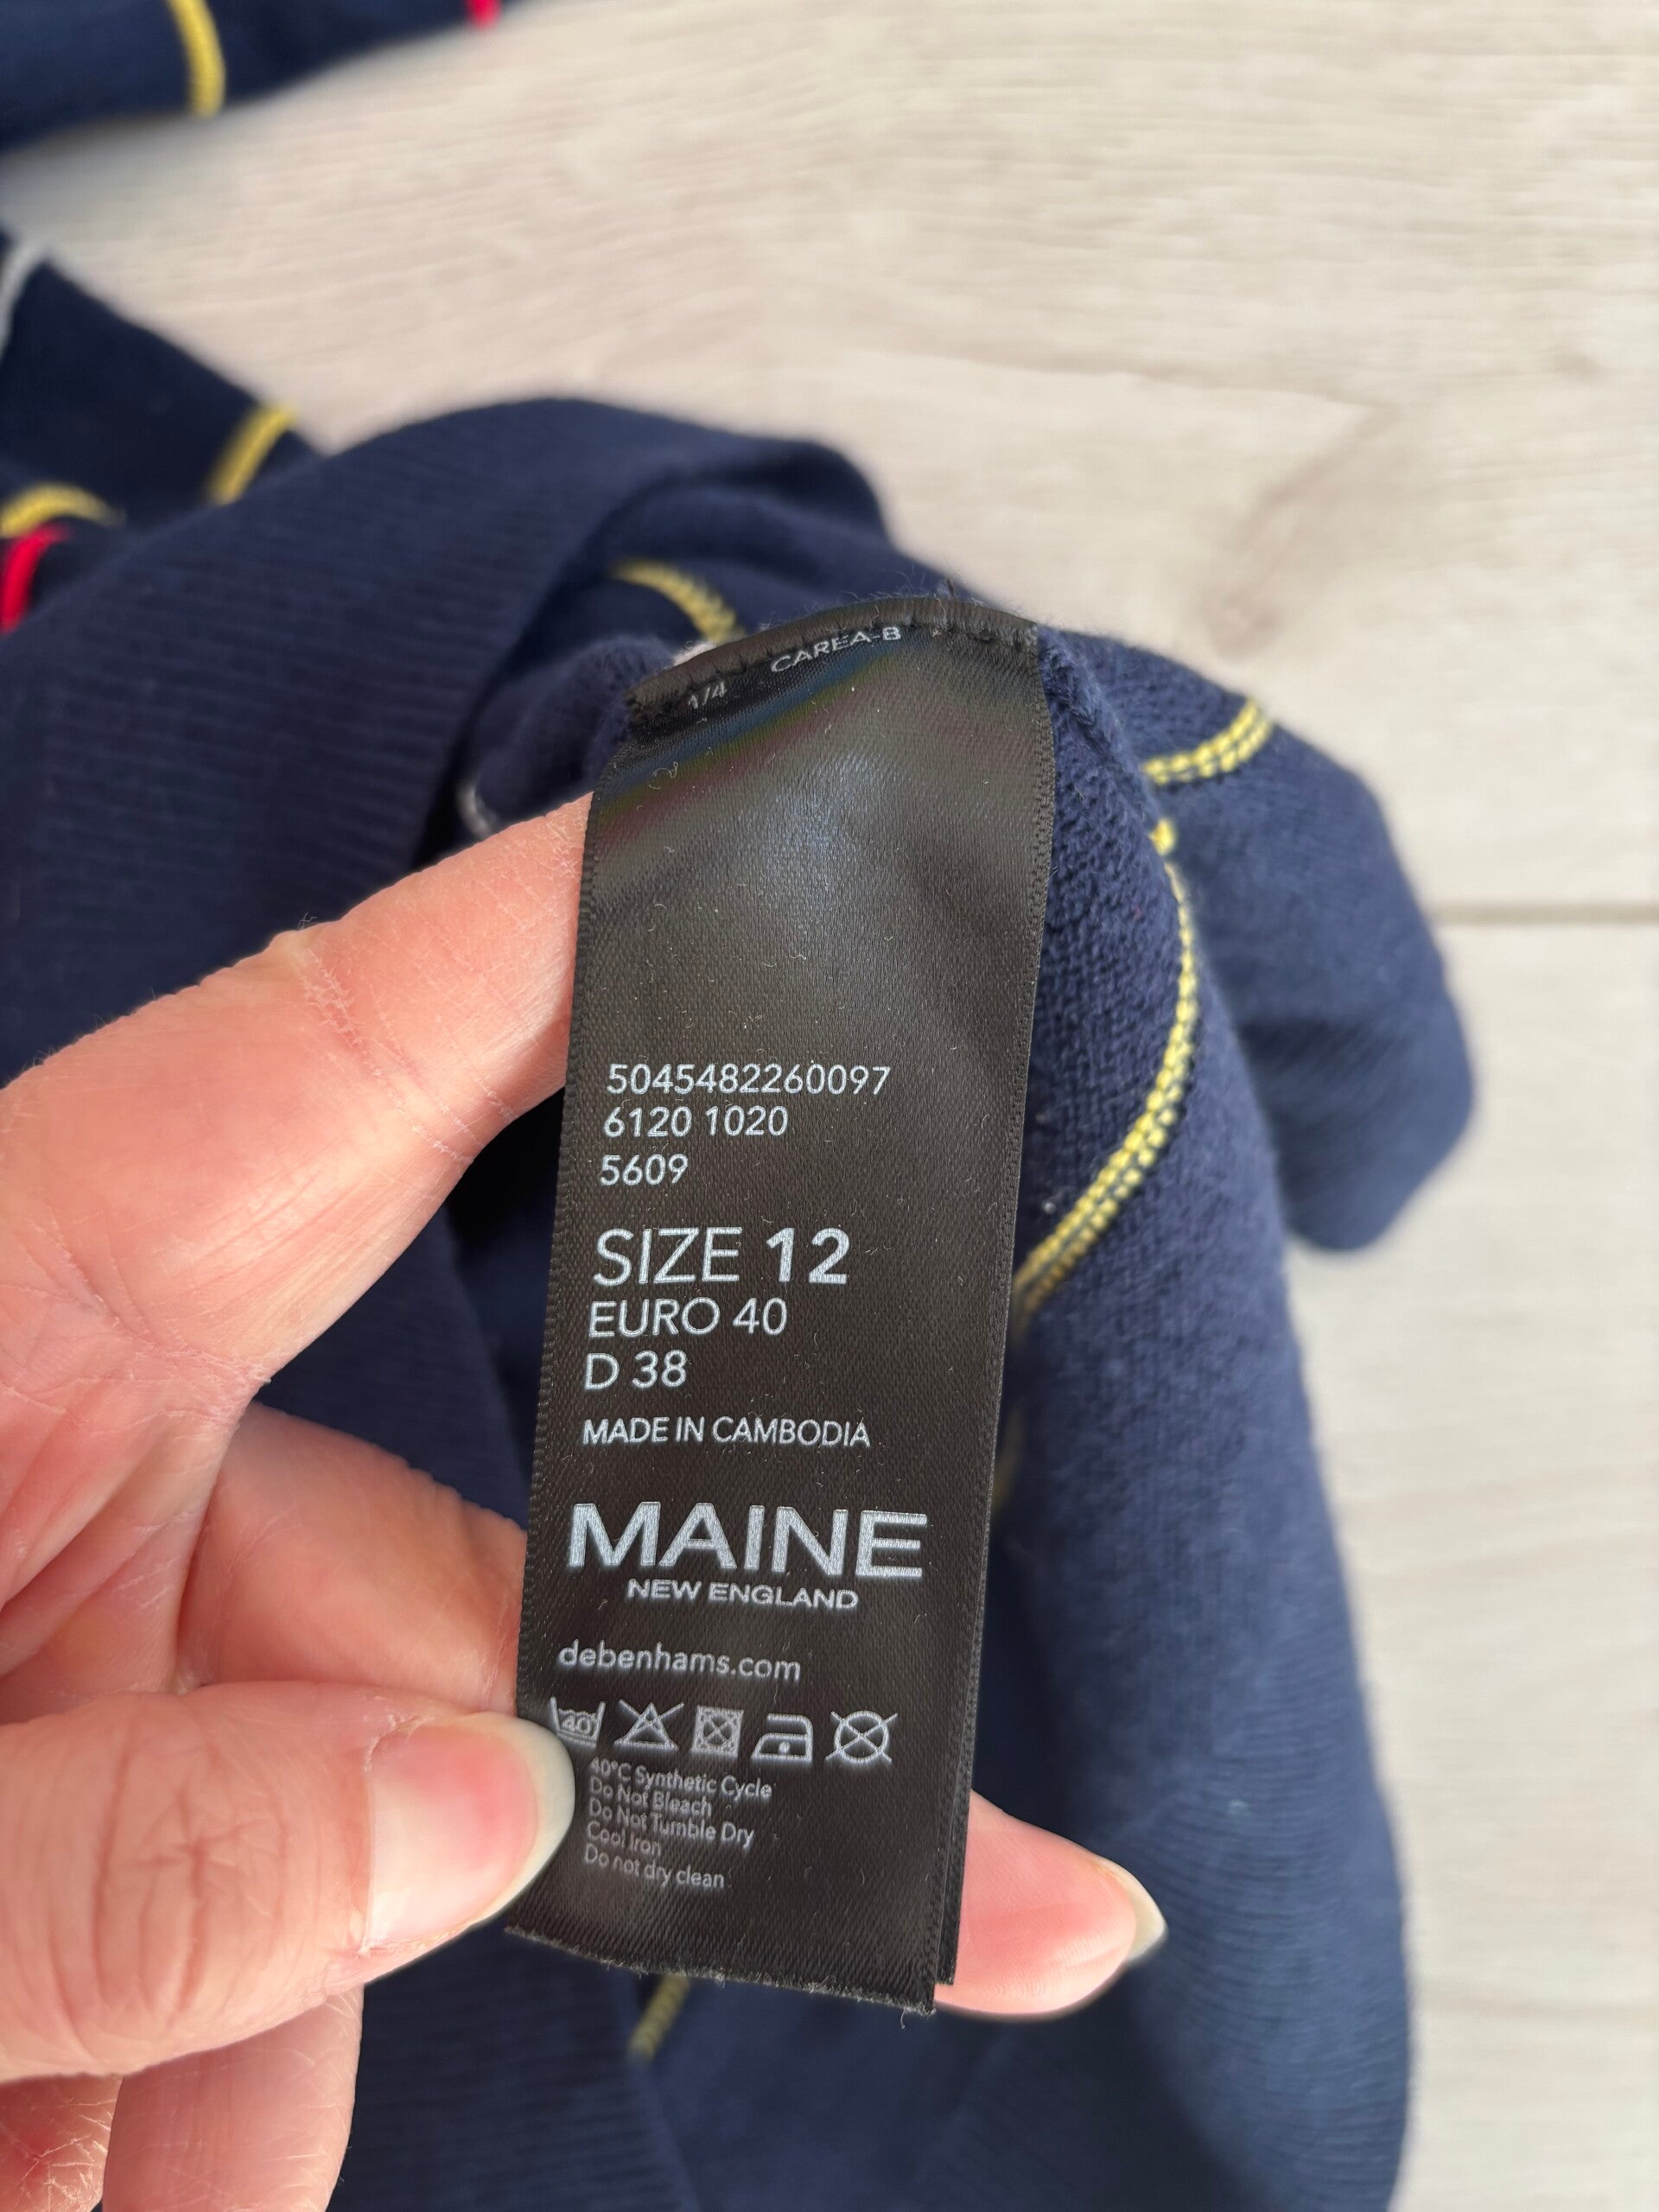 1/4 CAREA-B
5045482260097
6120 1020
5609
SIZE 12
EURO 40
D 38
MADE IN CAMBODIA
MAINE
NEW ENGLAND
debenhams.com
40
40°C Synthetic Cycle
Do Not Bleach
Do Not Tumble Dry
Cool Iron
Do not dry clean